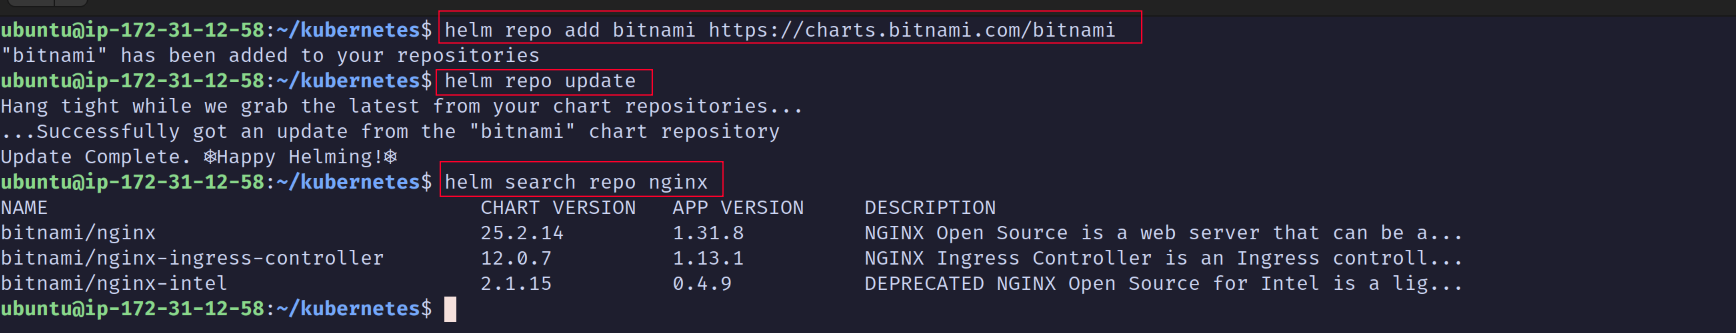 ubuntu@ip-172-31-12-58:~/kubernetes$ helm repo add bitnami https://charts.bitnami.com/bitnami
"bitnami" has been added to your repositories
ubuntu@ip-172-31-12-58:~/kubernetes$ helm repo update
Hang tight while we grab the latest from your chart repositories...
...Successfully got an update from the "bitnami" chart repository
Update Complete. ⎈Happy Helming!⎈
ubuntu@ip-172-31-12-58:~/kubernetes$ helm search repo nginx
NAME CHART VERSION APP VERSION DESCRIPTION
bitnami/nginx 25.2.14 1.31.8 NGINX Open Source is a web server that can be a...
bitnami/nginx-ingress-controller 12.0.7 1.13.1 NGINX Ingress Controller is an Ingress controll...
bitnami/nginx-intel 2.1.15 0.4.9 DEPRECATED NGINX Open Source for Intel is a lig...
ubuntu@ip-172-31-12-58:~/kubernetes$